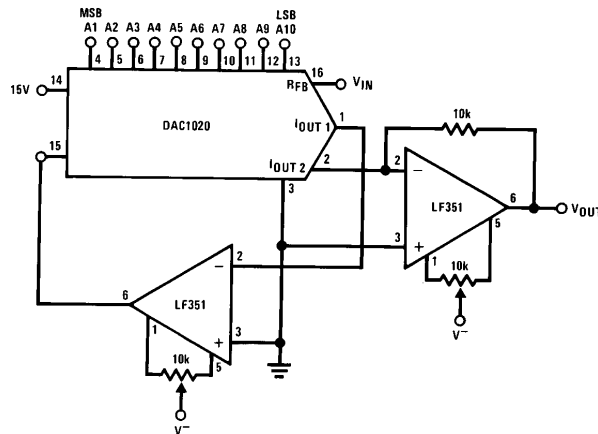 MSB LSB
A1 A2 A3 A4 A5 A6 A7 A8 A9 A10
4 5 6 7 8 9 10 11 12 13
15V 14 RFB 16 VIN
DAC1020 IOUT 1 1 10k
15 IOUT 2 2 2 −
3 LF351 6 VOUT
3 + 5
− 2 1 10k
6 LF351
1 3 V−
10k + 5
V−